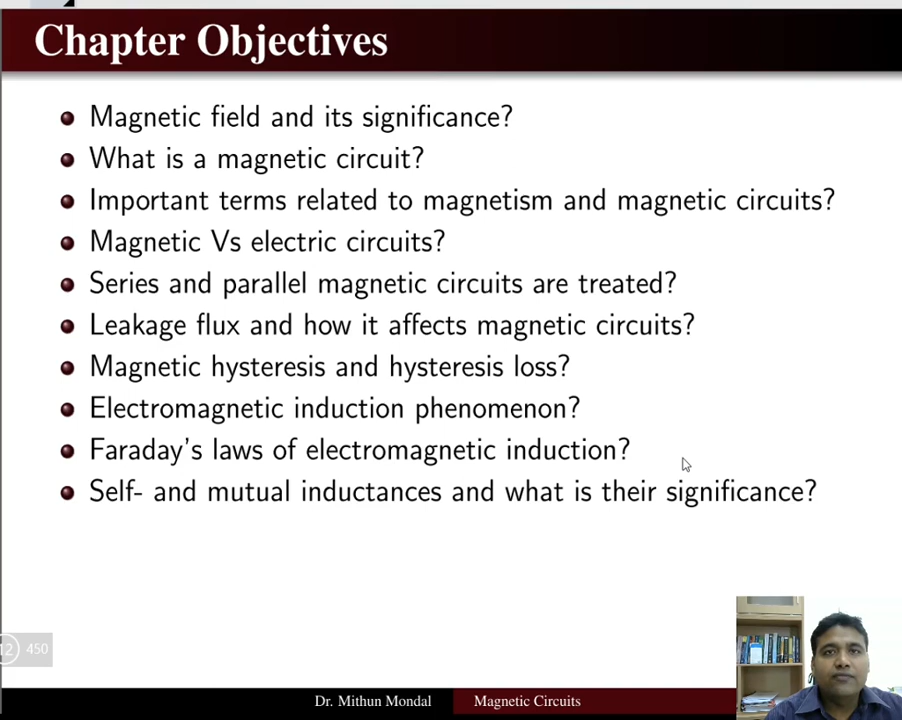 Chapter Objectives
Magnetic field and its significance?
What is a magnetic circuit?
Important terms related to magnetism and magnetic circuits?
Magnetic Vs electric circuits?
Series and parallel magnetic circuits are treated?
Leakage flux and how it affects magnetic circuits?
Magnetic hysteresis and hysteresis loss?
Electromagnetic induction phenomenon?
Faraday's laws of electromagnetic induction?
Self- and mutual inductances and what is their significance?
12 450
Dr. Mithun Mondal Magnetic Circuits